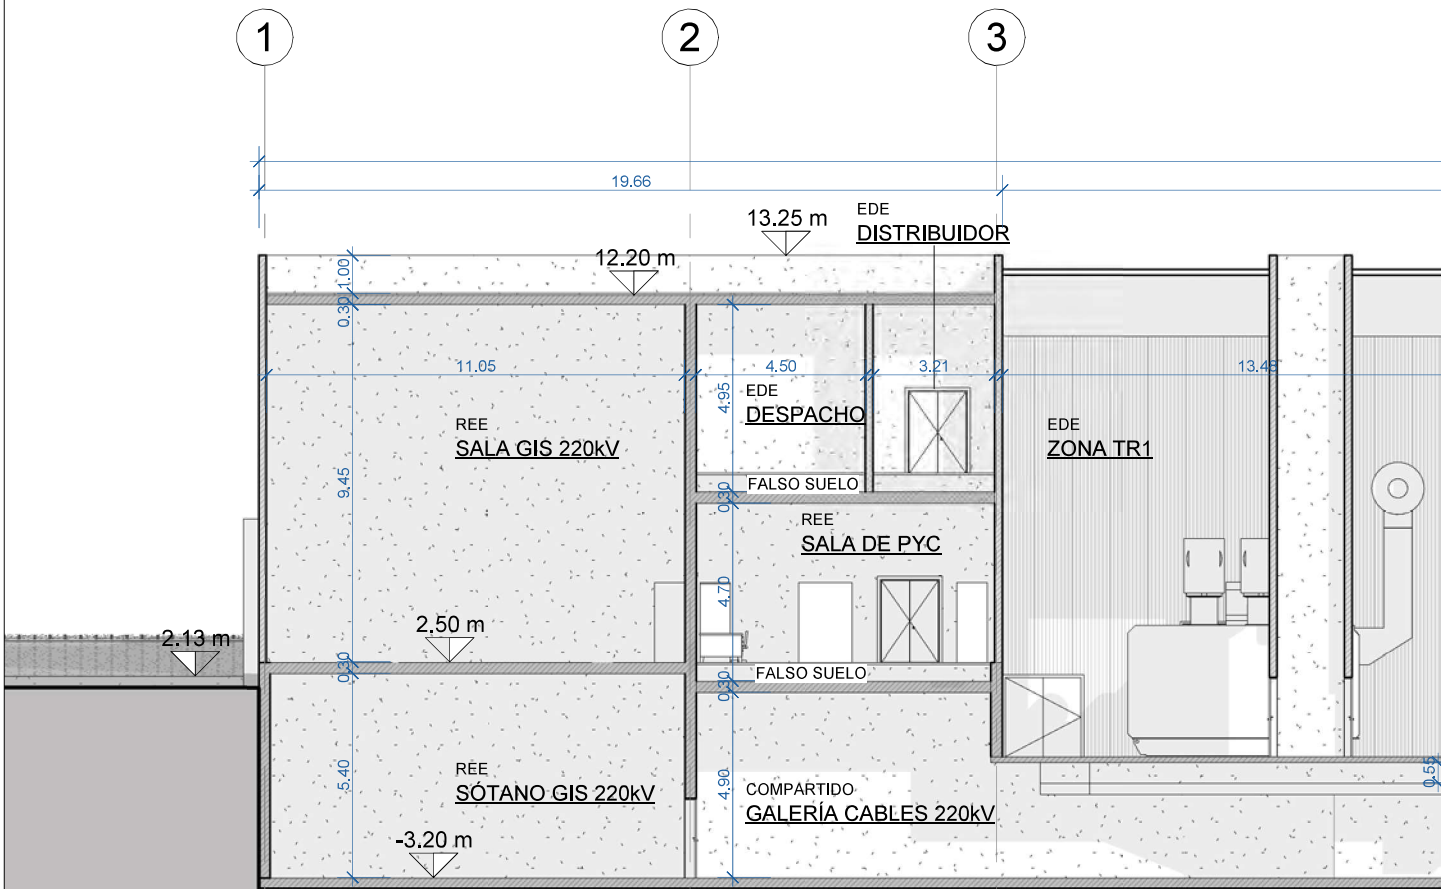 1
2
3
19.66
13.25 m
EDE
DISTRIBUIDOR
12.20 m
1.00
0.30
11.05
4.50
3.21
13.48
4.95
EDE
DESPACHO
REE
SALA GIS 220kV
EDE
ZONA TR1
9.45
FALSO SUELO
0.30
REE
SALA DE PYC
4.70
2.50 m
2.13 m
0.30
FALSO SUELO
0.30
REE
SÓTANO GIS 220kV
5.40
4.90
COMPARTIDO
GALERÍA CABLES 220kV
0.55
-3.20 m